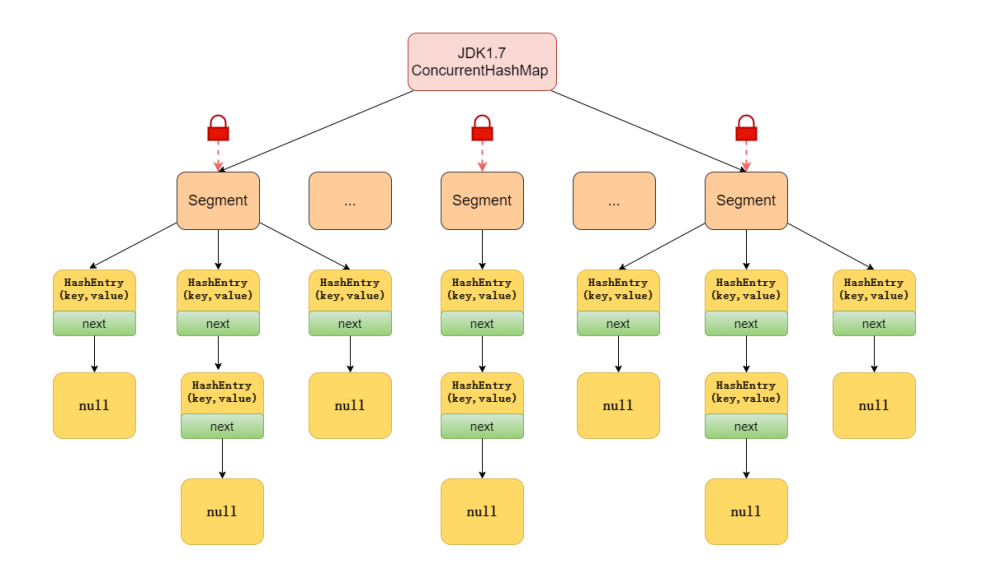 JDK1.7
ConcurrentHashMap
Segment
...
Segment
...
Segment
HashEntry
(key,value)
next
HashEntry
(key,value)
next
HashEntry
(key,value)
next
HashEntry
(key,value)
next
HashEntry
(key,value)
next
HashEntry
(key,value)
next
HashEntry
(key,value)
next
null
HashEntry
(key,value)
next
null
HashEntry
(key,value)
next
null
HashEntry
(key,value)
next
null
null
null
null